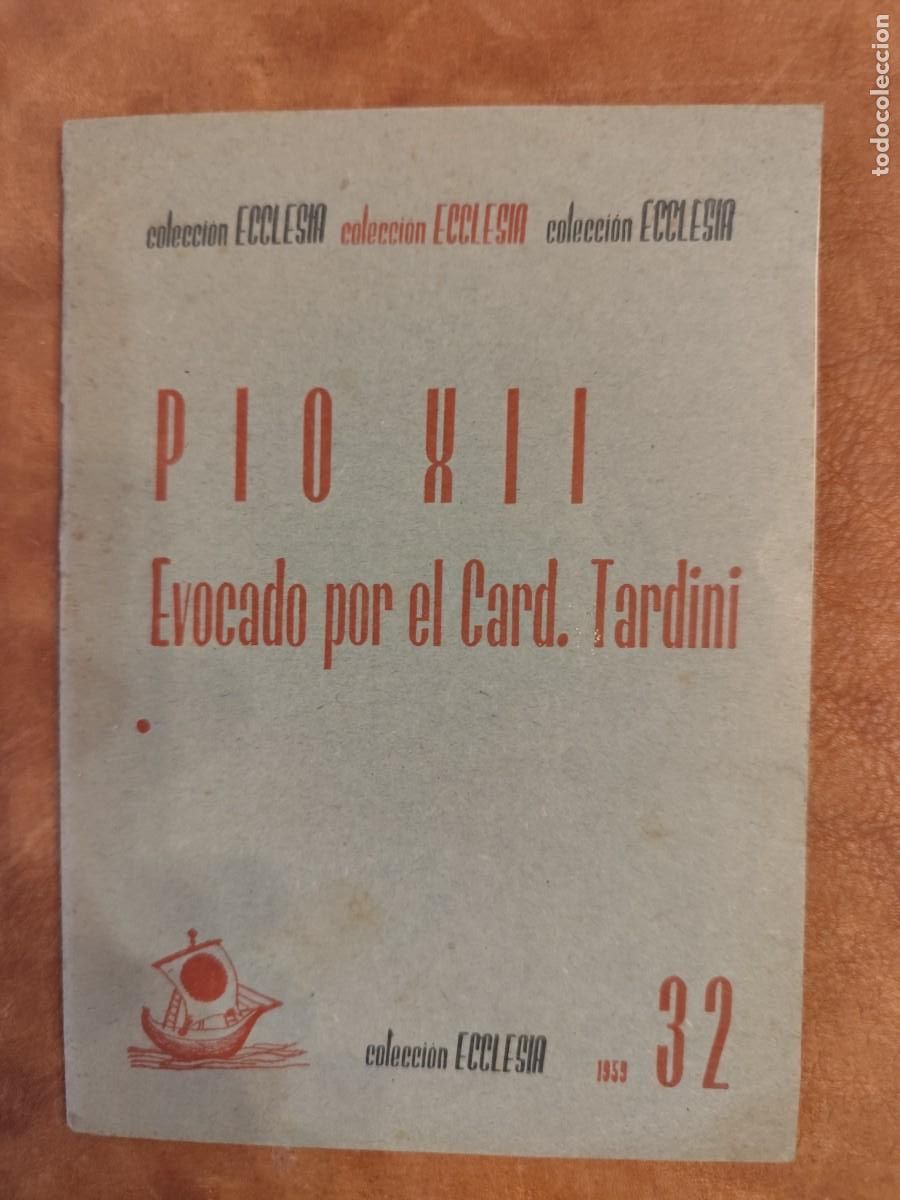 todocoleccion
colección ECCLESIA colección ECCLESIA colección ECCLESIA
PIO XII
Evocado por el Card. Tardini
colección ECCLESIA 1959 32